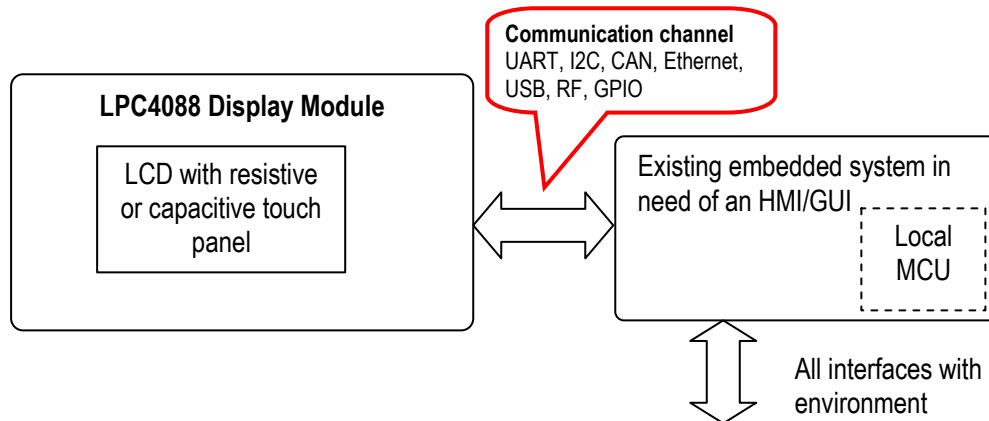 Communication channel
UART, I2C, CAN, Ethernet,
USB, RF, GPIO
LPC4088 Display Module
LCD with resistive
or capacitive touch
panel
Existing embedded system in
need of an HMI/GUI
Local
MCU
All interfaces with
environment